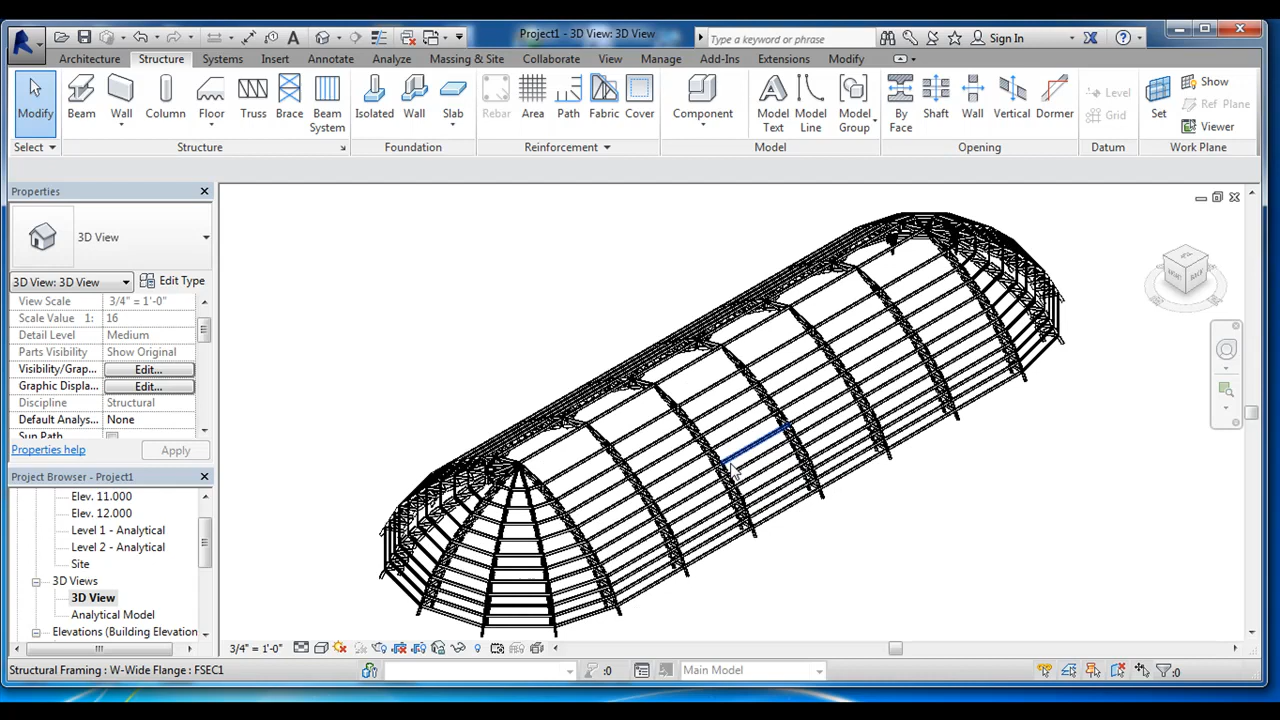 Project1 - 3D View: 3D View
Type a keyword or phrase
Sign In
Architecture Structure Systems Insert Annotate Analyze Massing & Site Collaborate View Manage Add-Ins Extensions Modify
Modify Beam Wall Column Floor Truss Brace Beam System Isolated Wall Slab Rebar Area Path Fabric Cover Component Model Text Model Line Model Group By Face Shaft Wall Vertical Dormer Level Grid Set Show Ref Plane Viewer
Select Structure Foundation Reinforcement Model Opening Datum Work Plane
Properties
3D View
3D View: 3D View Edit Type
View Scale 3/4" = 1'-0"
Scale Value 1: 16
Detail Level Medium
Parts Visibility Show Original
Visibility/Grap... Edit...
Graphic Displa... Edit...
Discipline Structural
Default Analys... None
Sun Path
Properties help Apply
Project Browser - Project1
Elev. 11.000
Elev. 12.000
Level 1 - Analytical
Level 2 - Analytical
Site
3D Views
3D View
Analytical Model
Elevations (Building Elevation
3/4" = 1'-0"
Structural Framing : W-Wide Flange : FSEC1
:0
Main Model
:0